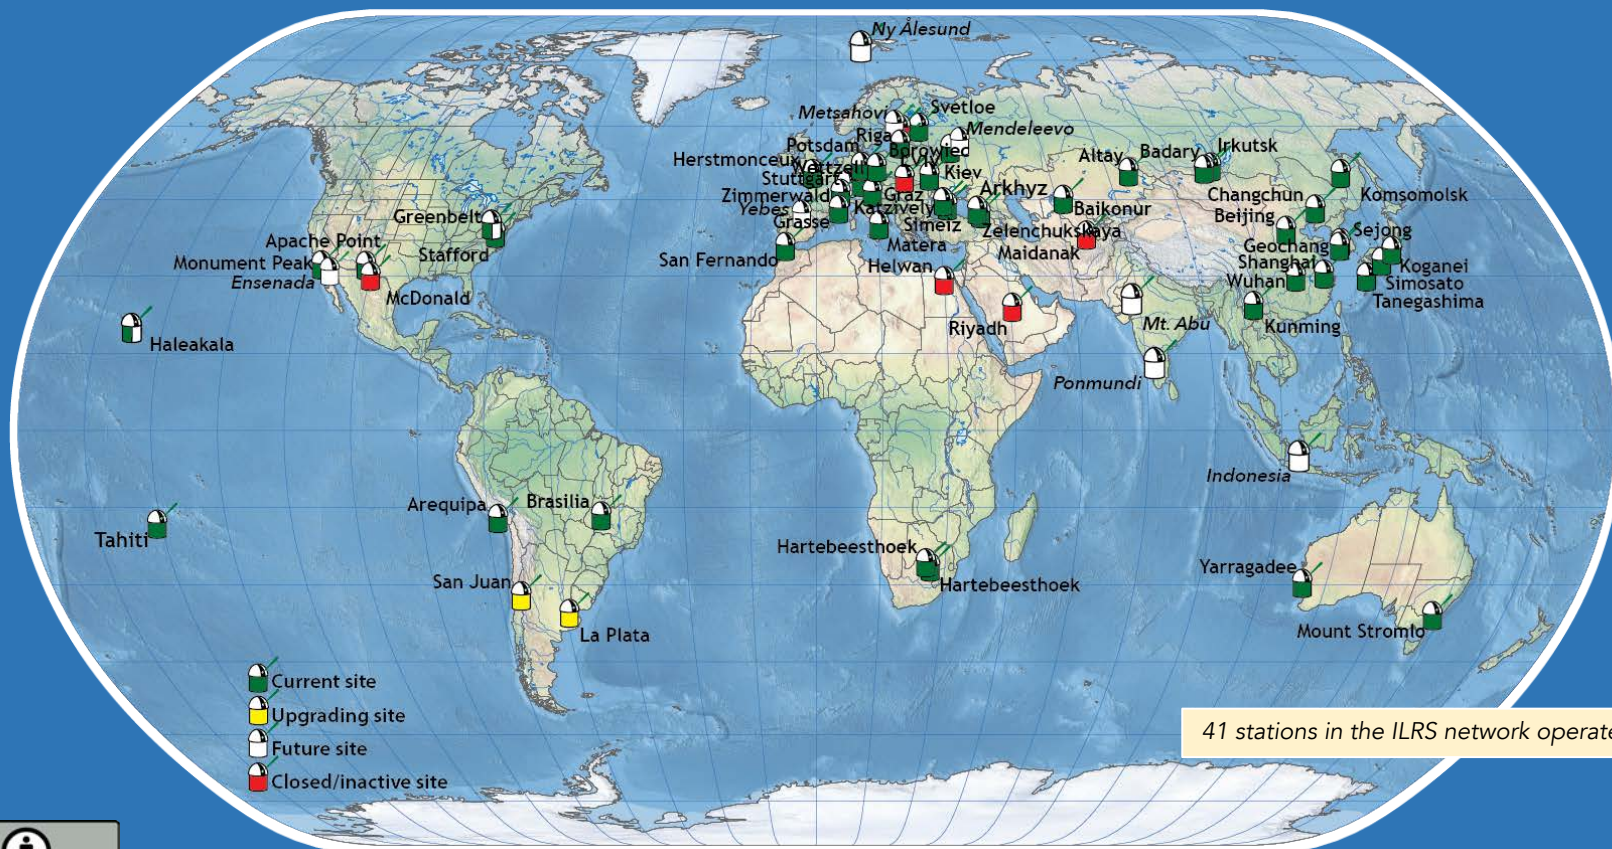 Ny Ålesund
Metsahovi
Svetloe
Riga
Mendeleevo
Potsdam
Borowiec
Herstmonceux
Wettzell
Kiev
Stuttgart
Zimmerwald
Graz
Yebes
Katzively
Grasse
Simeiz
Matera
San Fernando
Arkhyz
Zelenchukskaya
Baikonur
Maidanak
Altay
Badary
Irkutsk
Changchun
Komsomolsk
Beijing
Geochang
Sejong
Shanghai
Koganei
Wuhan
Simosato
Tanegashima
Kunming
Greenbelt
Apache Point
Stafford
Monument Peak
Ensenada
McDonald
Haleakala
Helwan
Riyadh
Mt. Abu
Ponmundi
Indonesia
Arequipa
Brasilia
Tahiti
Hartebeesthoek
Hartebeesthoek
San Juan
La Plata
Yarragadee
Mount Stromlo
Current site
Upgrading site
Future site
Closed/inactive site
41 stations in the ILRS network operate